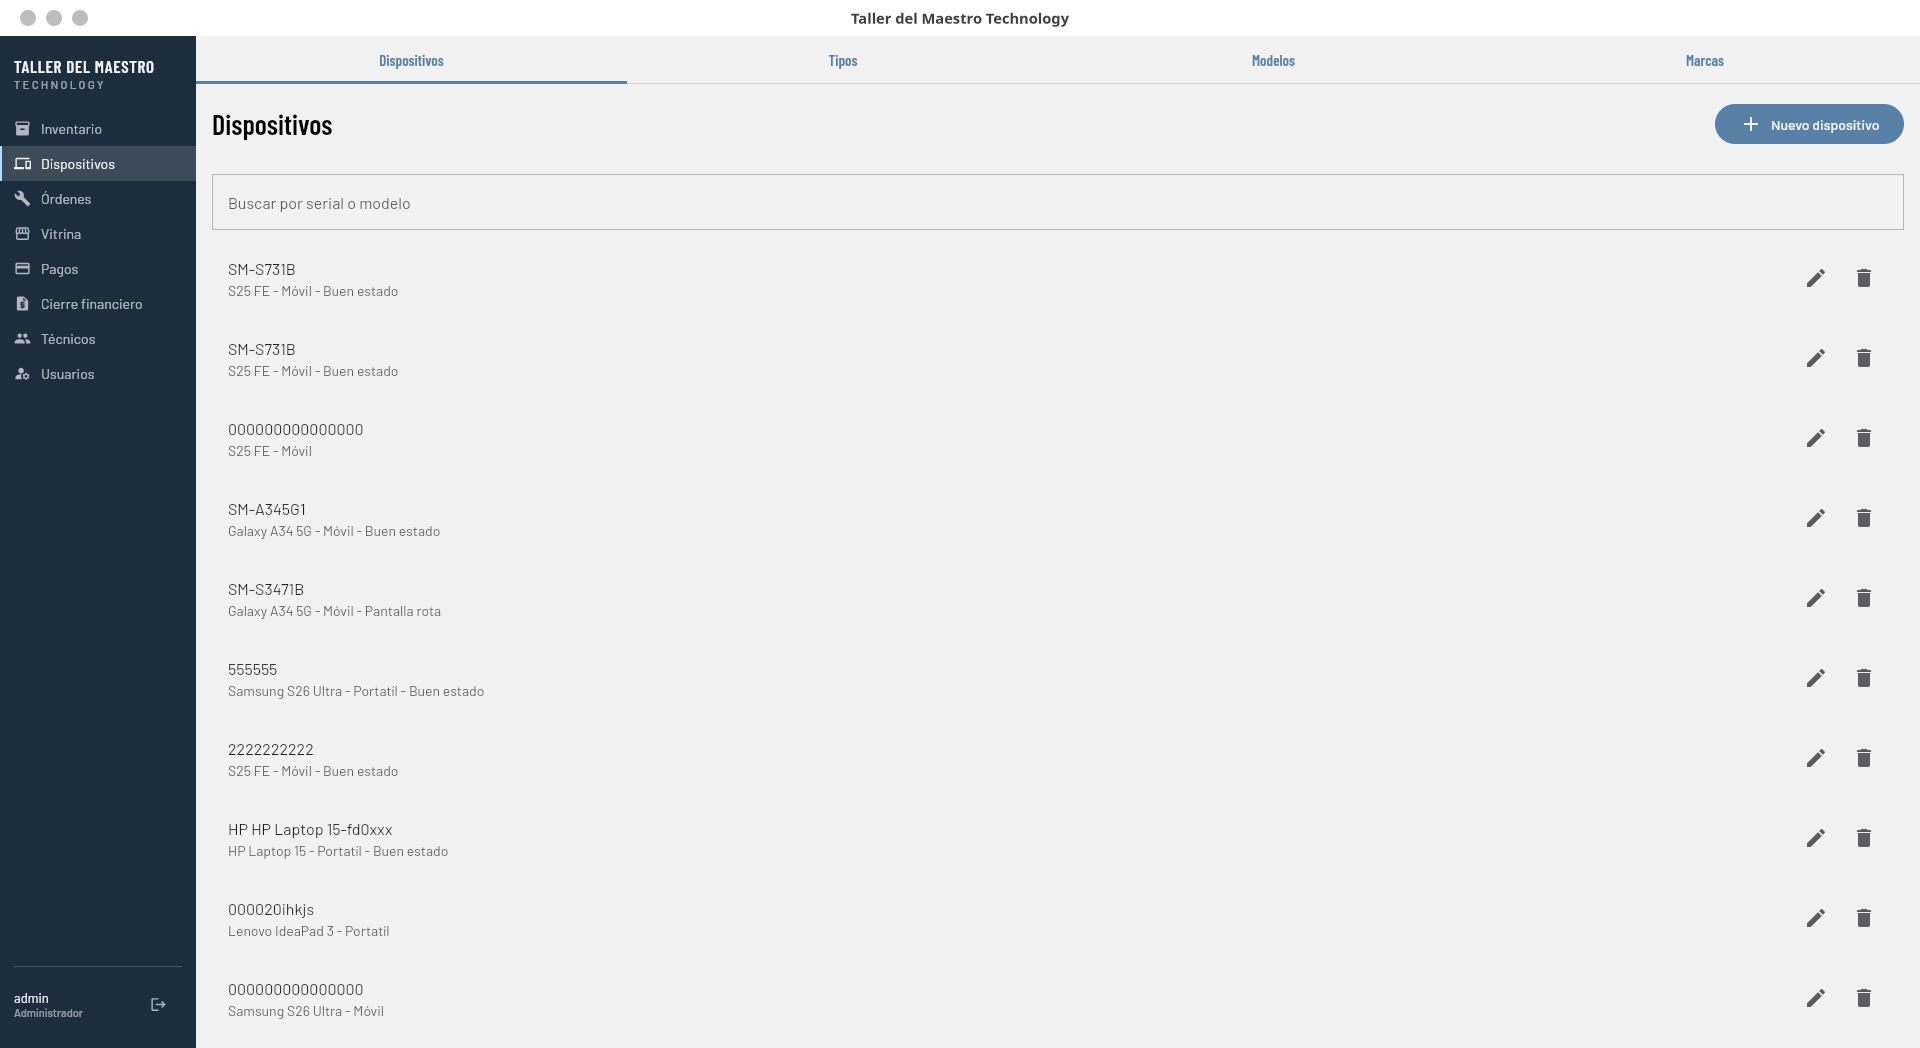 Taller del Maestro Technology
TALLER DEL MAESTRO
TECHNOLOGY
Inventario
Dispositivos
Órdenes
Vitrina
Pagos
Cierre financiero
Técnicos
Usuarios
admin
Administrador
Dispositivos
Tipos
Modelos
Marcas
Dispositivos
Nuevo dispositivo
Buscar por serial o modelo
SM-S731B
S25 FE - Móvil - Buen estado
SM-S731B
S25 FE - Móvil - Buen estado
000000000000000
S25 FE - Móvil
SM-A345G1
Galaxy A34 5G - Móvil - Buen estado
SM-S3471B
Galaxy A34 5G - Móvil - Pantalla rota
555555
Samsung S26 Ultra - Portatíl - Buen estado
2222222222
S25 FE - Móvil - Buen estado
HP HP Laptop 15-fd0xxx
HP Laptop 15 - Portatíl - Buen estado
000020ihkjs
Lenovo IdeaPad 3 - Portatíl
000000000000000
Samsung S26 Ultra - Móvil